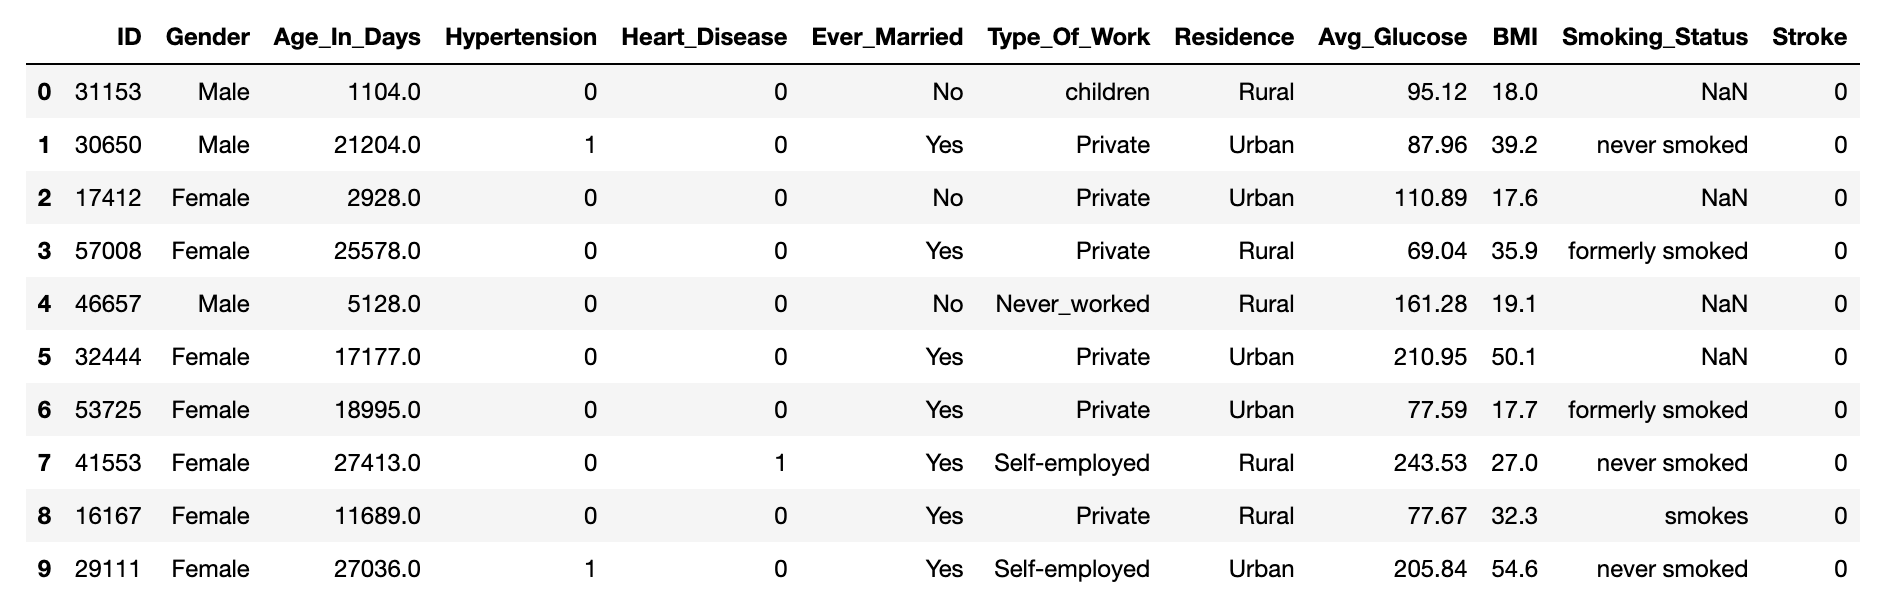 ID Gender Age_In_Days Hypertension Heart_Disease Ever_Married Type_Of_Work Residence Avg_Glucose BMI Smoking_Status Stroke
0 31153 Male 1104.0 0 0 No children Rural 95.12 18.0 NaN 0
1 30650 Male 21204.0 1 0 Yes Private Urban 87.96 39.2 never smoked 0
2 17412 Female 2928.0 0 0 No Private Urban 110.89 17.6 NaN 0
3 57008 Female 25578.0 0 0 Yes Private Rural 69.04 35.9 formerly smoked 0
4 46657 Male 5128.0 0 0 No Never_worked Rural 161.28 19.1 NaN 0
5 32444 Female 17177.0 0 0 Yes Private Urban 210.95 50.1 NaN 0
6 53725 Female 18995.0 0 0 Yes Private Urban 77.59 17.7 formerly smoked 0
7 41553 Female 27413.0 0 1 Yes Self-employed Rural 243.53 27.0 never smoked 0
8 16167 Female 11689.0 0 0 Yes Private Rural 77.67 32.3 smokes 0
9 29111 Female 27036.0 1 0 Yes Self-employed Urban 205.84 54.6 never smoked 0